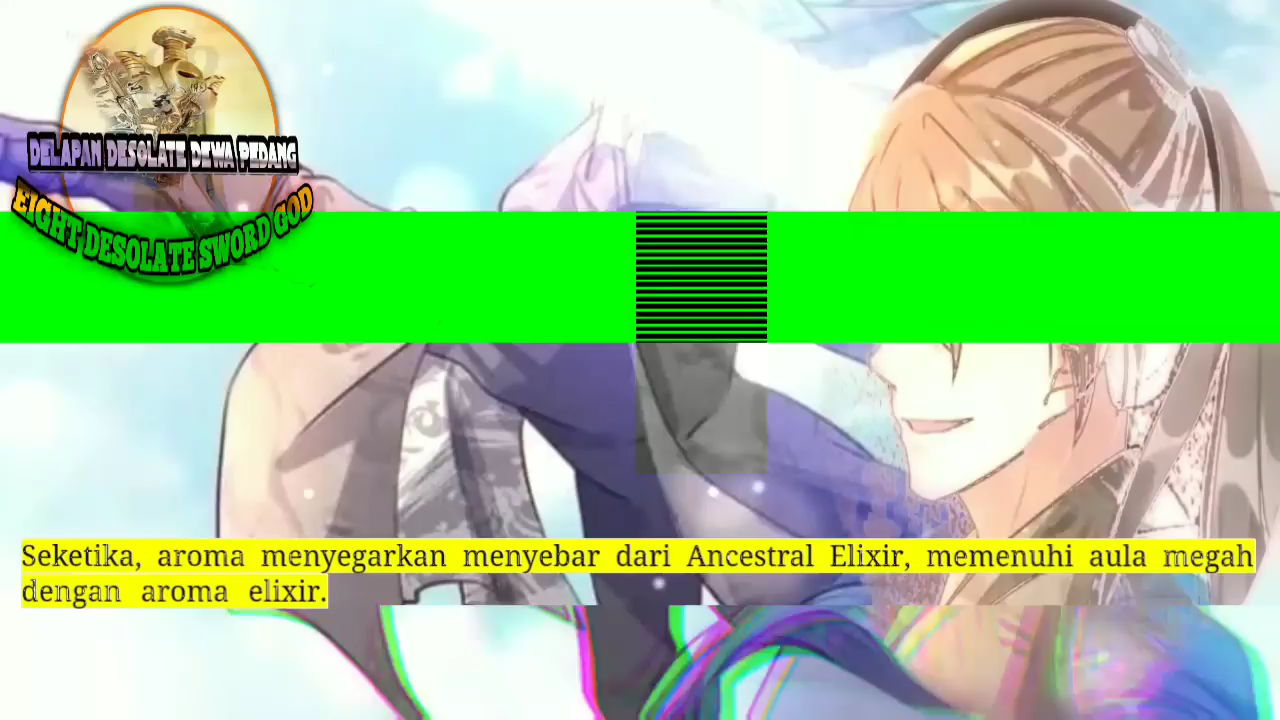 DELAPAN DESOLATE DEWA PEDANG
EIGHT DESOLATE SWORD GOD
Seketika, aroma menyegarkan menyebar dari Ancestral Elixir, memenuhi aula megah
dengan aroma elixir.